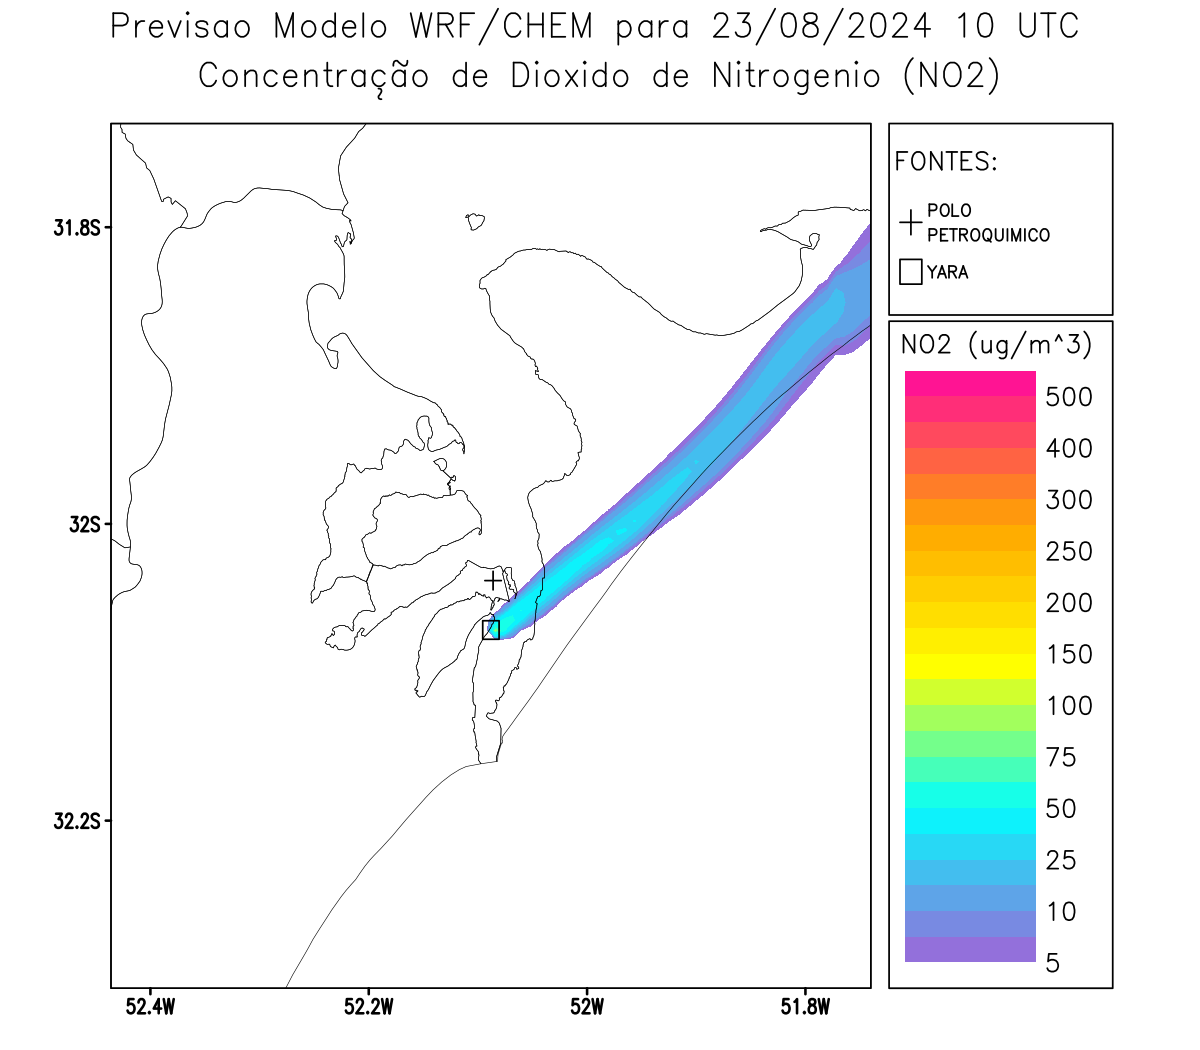 Previsao Modelo WRF/CHEM para 23/08/2024 10 UTC
Concentração de Dioxido de Nitrogenio (NO2)
FONTES:
POLO
PETROQUIMICO
YARA
31.8S
32S
32.2S
52.4W
52.2W
52W
51.8W
NO2 (ug/m^3)
500
400
300
250
200
150
100
75
50
25
10
5